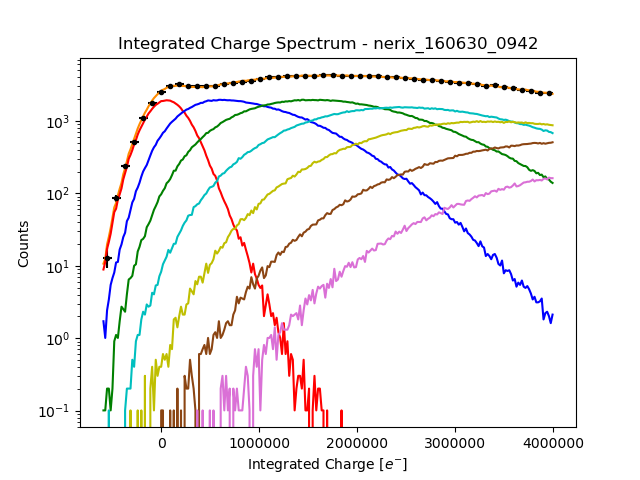 Integrated Charge Spectrum - nerix_160630_0942
Counts
10³
10²
10¹
10⁰
10⁻¹
0 1000000 2000000 3000000 4000000
Integrated Charge [e⁻]